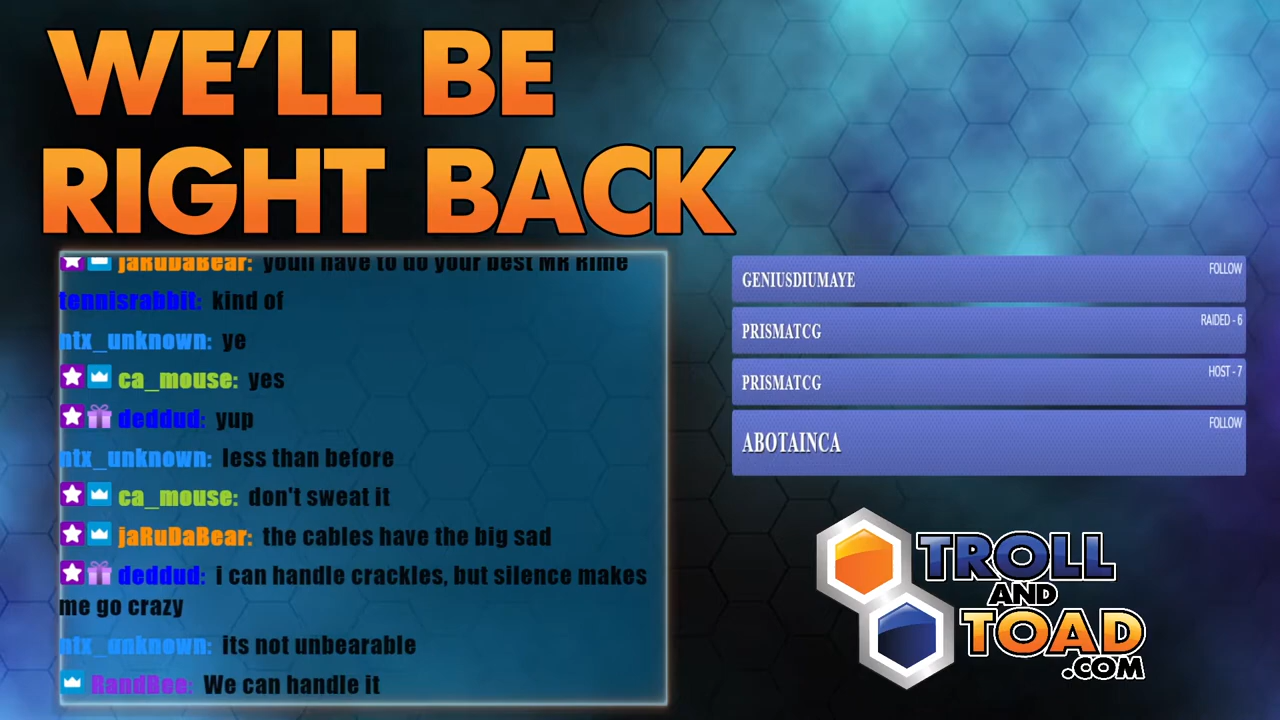 WE'LL BE
RIGHT BACK
jaRuDaBear: youll have to do your best MR Rime
tennisrabbit: kind of
ntx_unknown: ye
ca_mouse: yes
deddud: yup
ntx_unknown: less than before
ca_mouse: don't sweat it
jaRuDaBear: the cables have the big sad
deddud: i can handle crackles, but silence makes
me go crazy
ntx_unknown: its not unbearable
RandBee: We can handle it
GENIUSDIUMAYE FOLLOW
PRISMATCG RAIDED - 6
PRISMATCG HOST - 7
ABOTAINCA FOLLOW
TROLL
AND
TOAD
.COM